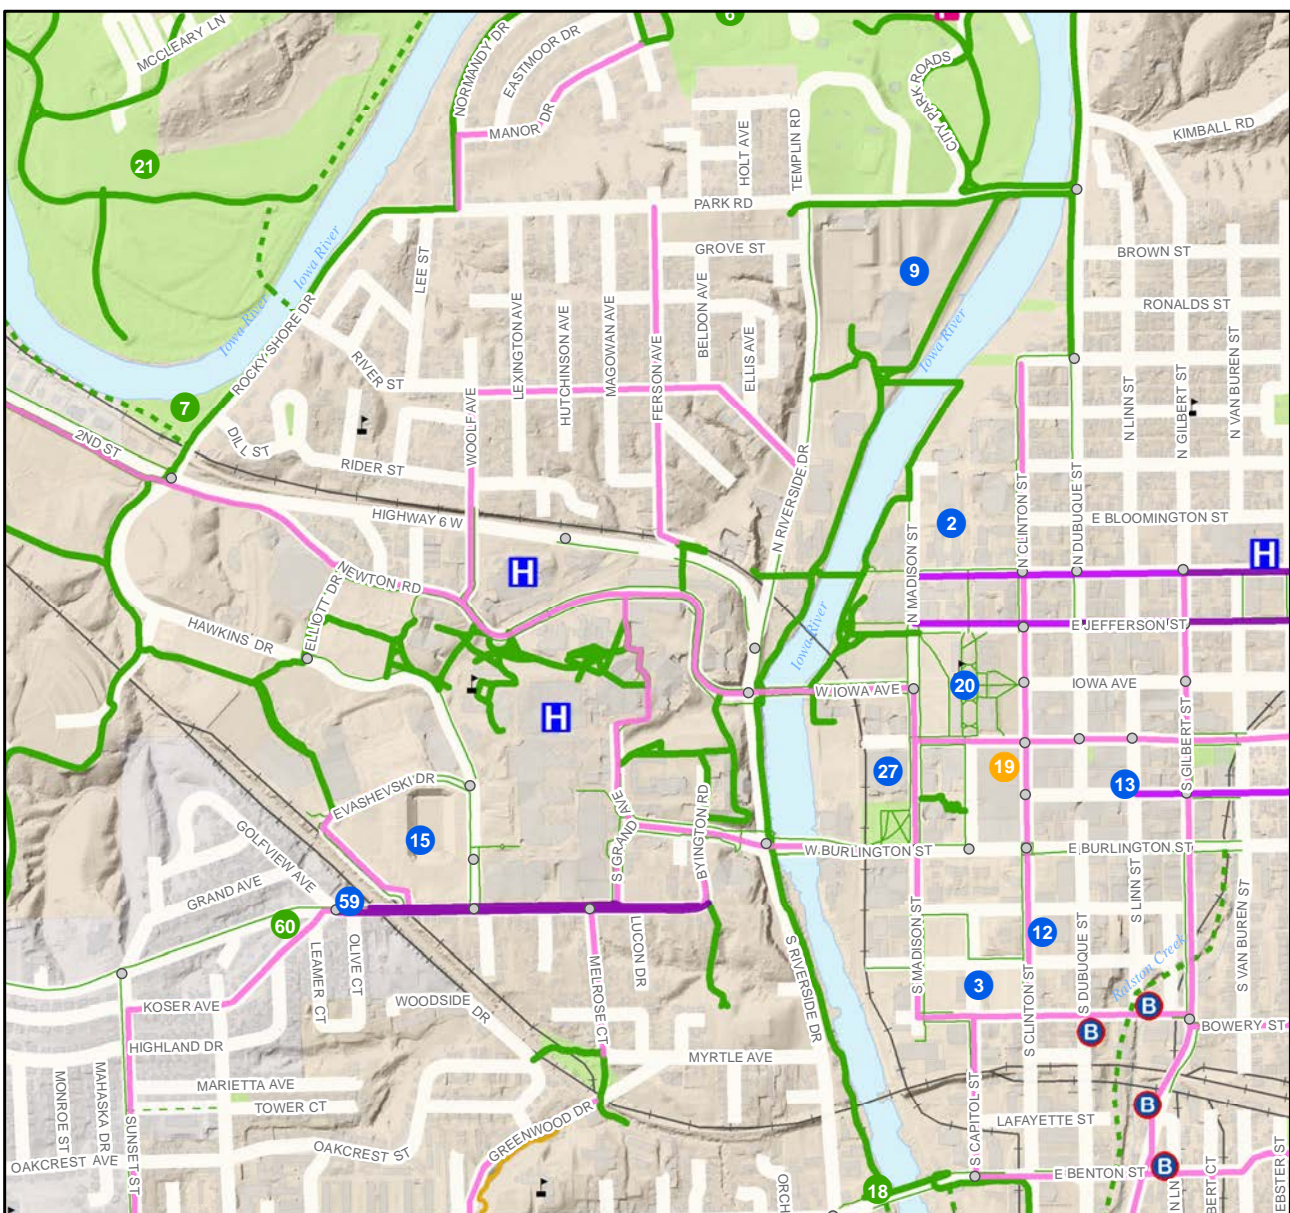 6
MCCLEARY LN
NORMANDY DR
EASTMOOR DR
CITY PARK ROADS
KIMBALL RD
MANOR DR
HOLT AVE
TEMPLIN RD
21
PARK RD
GROVE ST
BROWN ST
Iowa River
Iowa River
LEE ST
9
RONALDS ST
ROCKY SHORE DR
LEXINGTON AVE
HUTCHINSON AVE
MAGOWAN AVE
FERSON AVE
BELDON AVE
ELLIS AVE
Iowa River
N VAN BUREN ST
RIVER ST
WOOLF AVE
N LINN ST
N GILBERT ST
7
2ND ST
DILL ST
RIDER ST
N RIVERSIDE DR
N CLINTON ST
N DUBUQUE ST
HIGHWAY 6 W
2
E BLOOMINGTON ST
H
H
N MADISON ST
NEWTON RD
ELLIOTT DR
HAWKINS DR
Iowa River
E JEFFERSON ST
20
IOWA AVE
W IOWA AVE
H
S GILBERT ST
27
19
13
EVASHEVSKI DR
S GRAND AVE
BYINGTON RD
GOLFVIEW AVE
15
W BURLINGTON ST
E BURLINGTON ST
GRAND AVE
S LINN ST
S VAN BUREN ST
59
60
12
LEAMER CT
OLIVE CT
LUCON DR
MELROSE CT
S RIVERSIDE DR
S MADISON ST
S CLINTON ST
S DUBUQUE ST
Ralston Creek
3
KOSER AVE
WOODSIDE DR
B
B
BOWERY ST
HIGHLAND DR
MYRTLE AVE
MONROE ST
MAHASKA DR
SUNSET ST
MARIETTA AVE
TOWER CT
S CAPITOL ST
B
GREENWOOD DR
LAFAYETTE ST
OAKCREST AVE
OAKCREST ST
E BENTON ST
B
18
ORCH
N LN
BERT CT
EBSTER ST